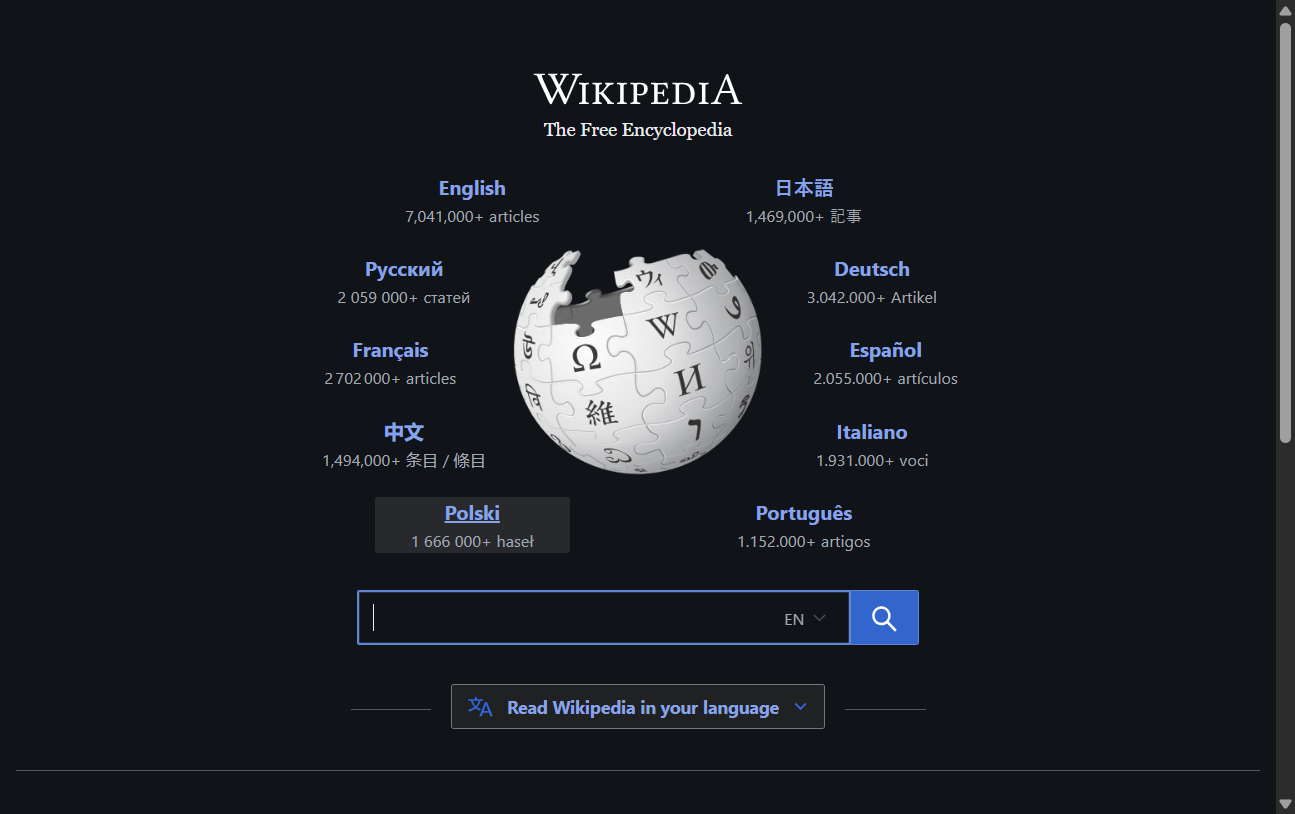 WIKIPEDIA
The Free Encyclopedia
English
7,041,000+ articles
日本語
1,469,000+ 記事
Русский
2 059 000+ статей
Deutsch
3.042.000+ Artikel
Français
2 702 000+ articles
Español
2.055.000+ artículos
中文
1,494,000+ 条目 / 條目
Italiano
1.931.000+ voci
Polski
1 666 000+ haseł
Português
1.152.000+ artigos
ウィ
W
Ω
И
維
EN
Read Wikipedia in your language